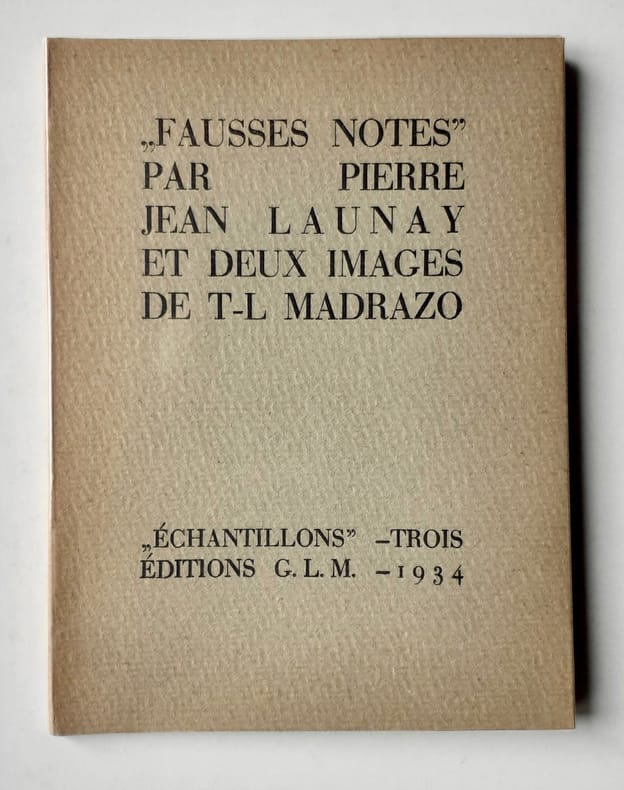 „FAUSSES NOTES”
PAR PIERRE
JEAN LAUNAY
ET DEUX IMAGES
DE T-L MADRAZO
„ÉCHANTILLONS” –TROIS
ÉDITIONS G.L.M. –1934